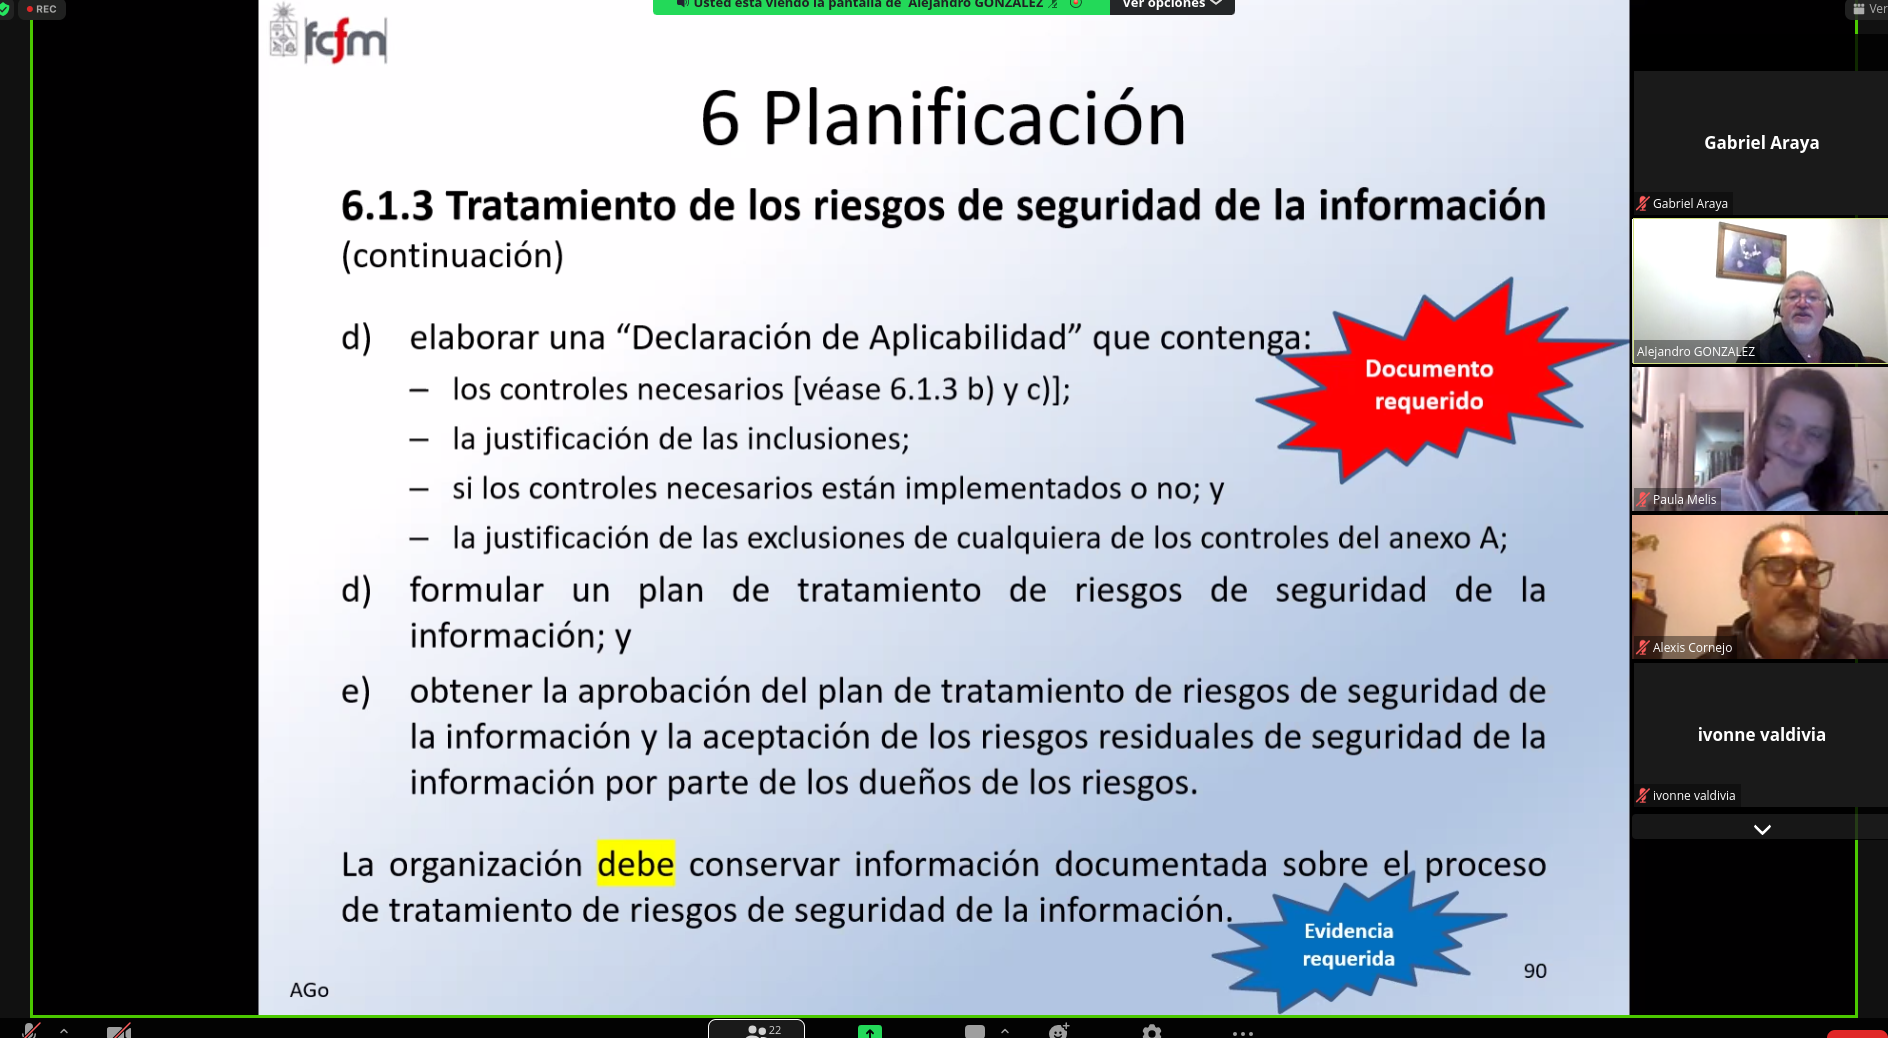 REC
Usted está viendo la pantalla de Alejandro GONZALEZ
Ver opciones
Ver
fcfm
6 Planificación
6.1.3 Tratamiento de los riesgos de seguridad de la información
(continuación)
d) elaborar una “Declaración de Aplicabilidad” que contenga:
– los controles necesarios [véase 6.1.3 b) y c)];
– la justificación de las inclusiones;
– si los controles necesarios están implementados o no; y
– la justificación de las exclusiones de cualquiera de los controles del anexo A;
Documento
requerido
d) formular un plan de tratamiento de riesgos de seguridad de la
información; y
e) obtener la aprobación del plan de tratamiento de riesgos de seguridad de
la información y la aceptación de los riesgos residuales de seguridad de la
información por parte de los dueños de los riesgos.
La organización debe conservar información documentada sobre el proceso
de tratamiento de riesgos de seguridad de la información.
Evidencia
requerida
AGo
90
Gabriel Araya
Gabriel Araya
Alejandro GONZALEZ
Paula Melis
Alexis Cornejo
ivonne valdivia
ivonne valdivia
22